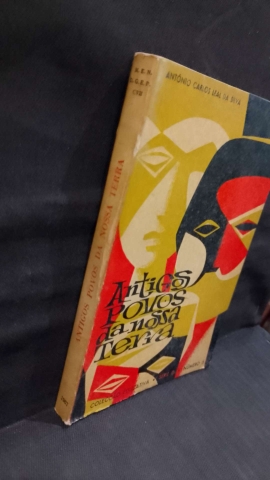 ANTIGOS POVOS DA NOSSA TERRA
ANTÓNIO CARLOS LEAL DA SILVA
Antigos
POVOS
da nossa
Terra